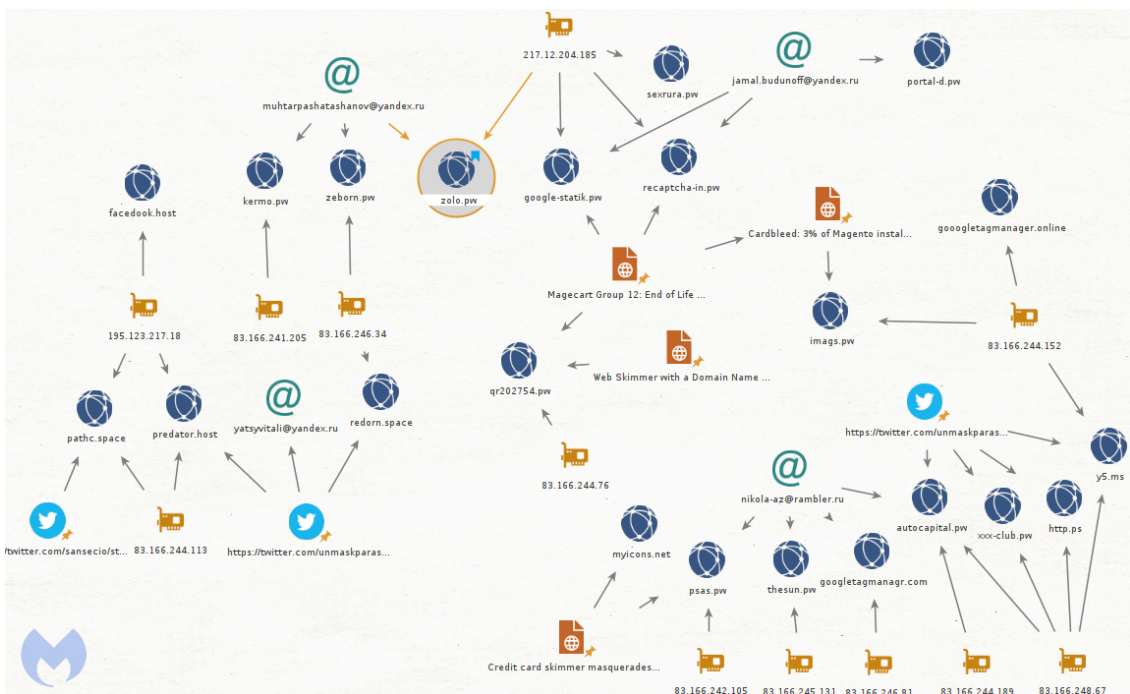 217.12.204.185
sexrura.pw
jamal.budunoff@yandex.ru
portal-d.pw
muhtarpashatashanov@yandex.ru
facedook.host
kermo.pw
zeborn.pw
zolo.pw
google-statik.pw
recaptcha-in.pw
Cardbleed: 3% of Magento instal...
gooogletagmanager.online
Magecart Group 12: End of Life ...
195.123.217.18
83.166.241.205
83.166.246.34
imags.pw
83.166.244.152
Web Skimmer with a Domain Name ...
qr202754.pw
pathc.space
predator.host
yatsyvitali@yandex.ru
redorn.space
https://twitter.com/unmaskparas...
y5.ms
83.166.244.76
nikola-az@rambler.ru
autocapital.pw
xxx-club.pw
http.ps
/twitter.com/sansecio/st...
83.166.244.113
https://twitter.com/unmaskparas...
myicons.net
psas.pw
thesun.pw
googletagmanagr.com
Credit card skimmer masquerades...
83.166.242.105
83.166.245.131
83.166.246.81
83.166.244.189
83.166.248.67